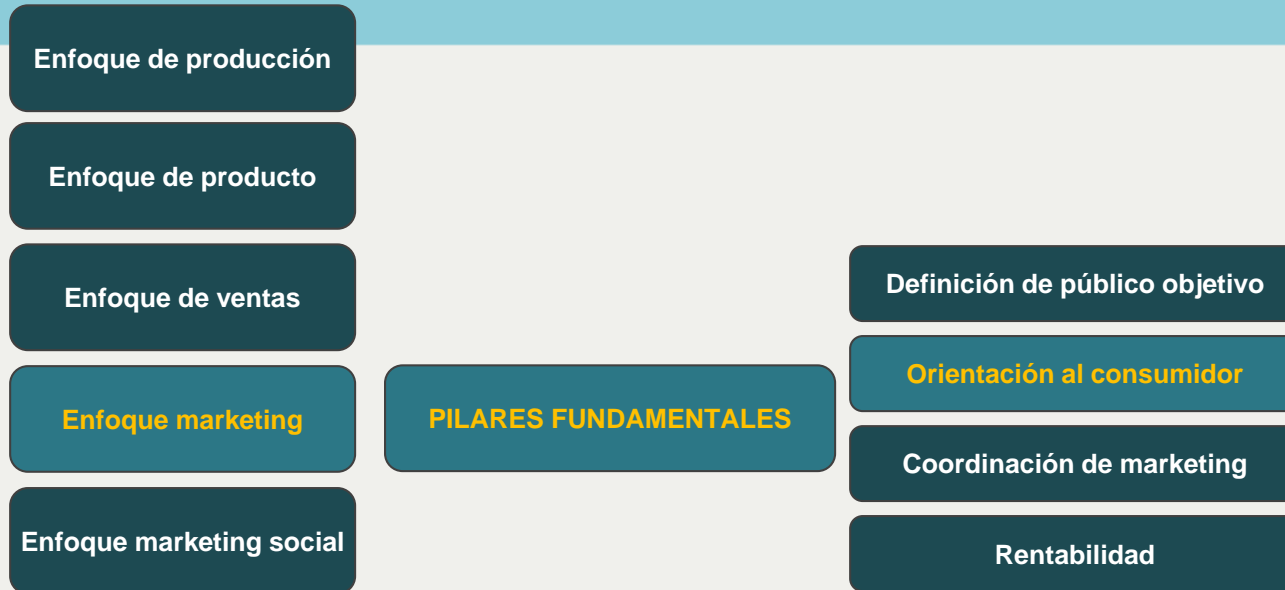 Enfoque de producción
Enfoque de producto
Enfoque de ventas
Enfoque marketing
Enfoque marketing social
PILARES FUNDAMENTALES
Definición de público objetivo
Orientación al consumidor
Coordinación de marketing
Rentabilidad